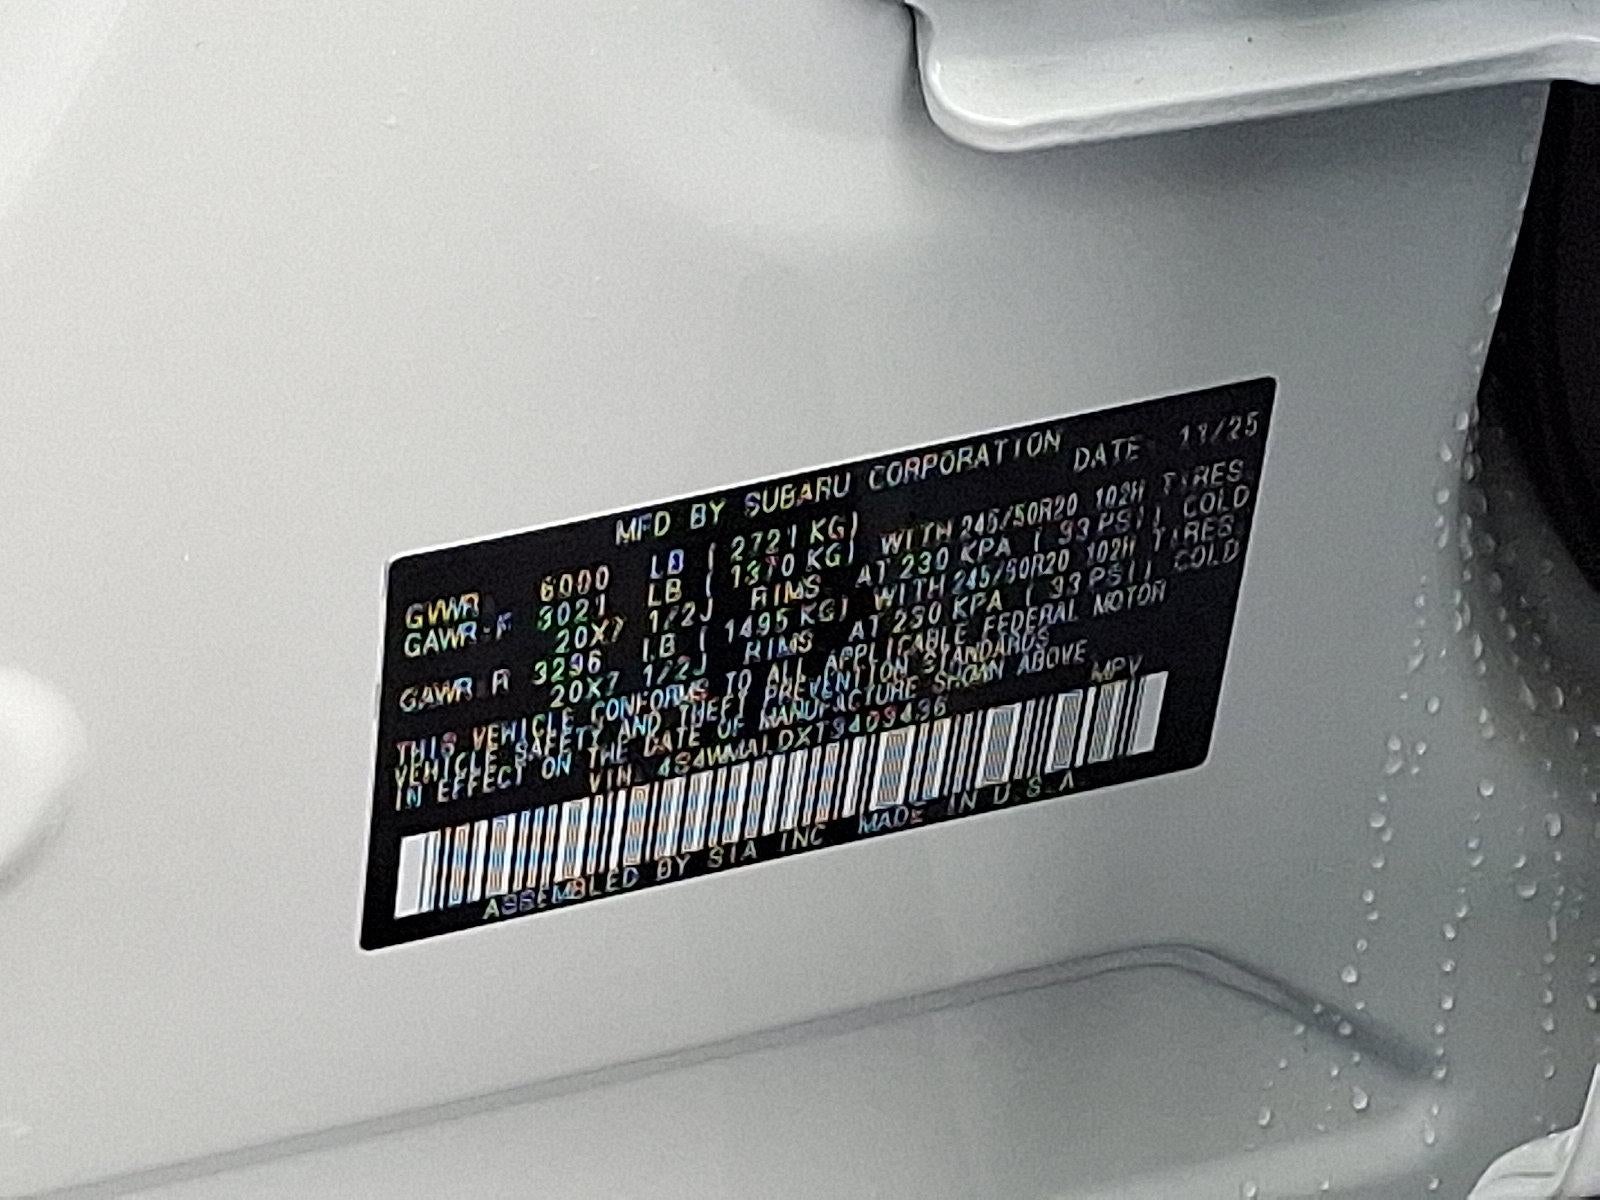 MFD BY SUBARU CORPORATION
DATE 11/25
GVWR 6000 LB ( 2721 KG)
GAWR F 3021 LB ( 1370 KG) WITH 245/50R20 102H TIRES
20X7 1/2J RIMS AT 230 KPA ( 33 PSI) COLD
GAWR R 3296 LB ( 1495 KG) WITH 245/50R20 102H TIRES
20X7 1/2J RIMS AT 230 KPA ( 33 PSI) COLD
THIS VEHICLE CONFORMS TO ALL APPLICABLE FEDERAL MOTOR
VEHICLE SAFETY AND THEFT PREVENTION STANDARDS
IN EFFECT ON THE DATE OF MANUFACTURE SHOWN ABOVE
VIN MPV
ASSEMBLED BY SIA INC MADE IN U.S.A.